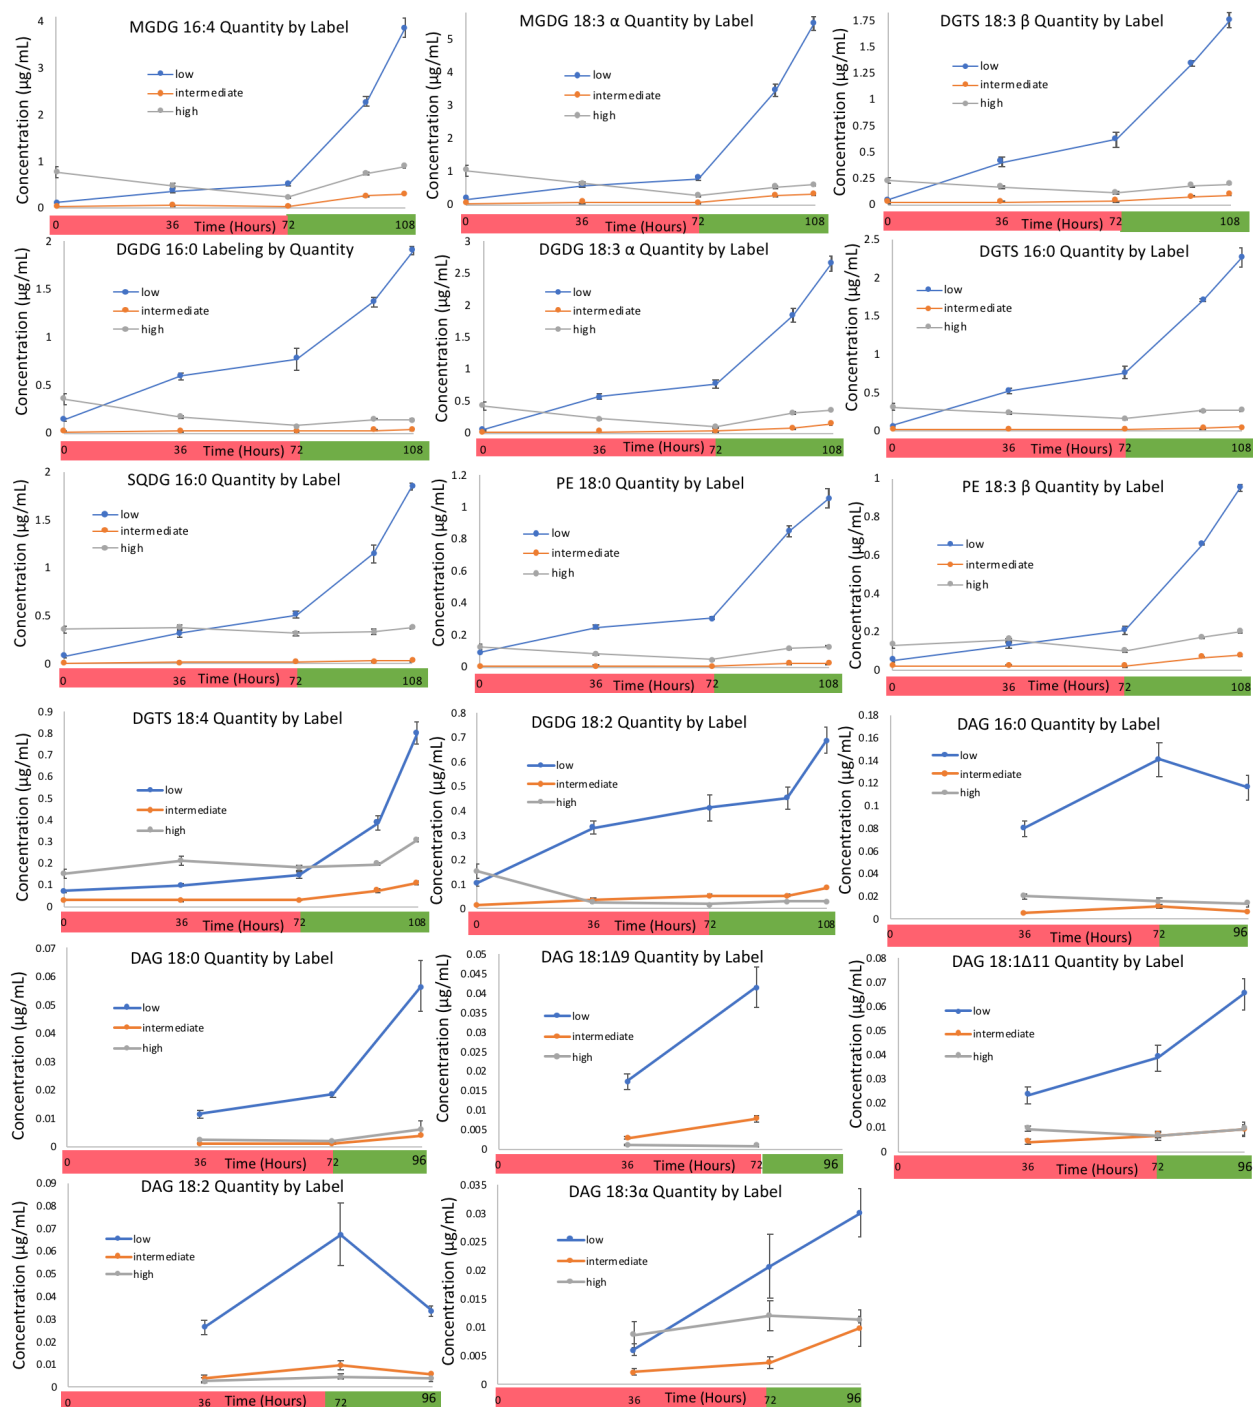 MGDG 16:4 Quantity by Label
Concentration (µg/mL)
4
3
2
1
0
low
intermediate
high
0 36 Time (Hours) 72 108
MGDG 18:3 α Quantity by Label
Concentration (µg/mL)
5
4
3
2
1
0
low
intermediate
high
0 36 Time (Hours) 72 108
DGTS 18:3 β Quantity by Label
Concentration (µg/mL)
1.75
1.5
1.25
1
0.75
0.5
0.25
0
low
intermediate
high
0 36 Time (Hours) 72 108
DGDG 16:0 Labeling by Quantity
Concentration (µg/mL)
2
1.5
1
0.5
0
low
intermediate
high
0 36 Time (Hours) 72 108
DGDG 18:3 α Quantity by Label
Concentration (µg/mL)
3
2.5
2
1.5
1
0.5
0
low
intermediate
high
0 36 Time (Hours) 72 108
DGTS 16:0 Quantity by Label
Concentration (µg/mL)
2.5
2
1.5
1
0.5
0
low
intermediate
high
0 36 Time (Hours) 72 108
SQDG 16:0 Quantity by Label
Concentration (µg/mL)
2
1.5
1
0.5
0
low
intermediate
high
0 36 Time (Hours) 72 108
PE 18:0 Quantity by Label
Concentration (µg/mL)
1.2
1
0.8
0.6
0.4
0.2
0
low
intermediate
high
0 36 Time (Hours) 72 108
PE 18:3 β Quantity by Label
Concentration (µg/mL)
1
0.8
0.6
0.4
0.2
0
low
intermediate
high
0 36 Time (Hours) 72 108
DGTS 18:4 Quantity by Label
Concentration (µg/mL)
0.9
0.8
0.7
0.6
0.5
0.4
0.3
0.2
0.1
0
low
intermediate
high
0 36 Time (Hours) 72 108
DGDG 18:2 Quantity by Label
Concentration (µg/mL)
0.8
0.7
0.6
0.5
0.4
0.3
0.2
0.1
0
low
intermediate
high
0 36 Time (Hours) 72 108
DAG 16:0 Quantity by Label
Concentration (µg/mL)
0.18
0.16
0.14
0.12
0.1
0.08
0.06
0.04
0.02
0
low
intermediate
high
0 36 Time (Hours) 72 96
DAG 18:0 Quantity by Label
Concentration (µg/mL)
0.07
0.06
0.05
0.04
0.03
0.02
0.01
0
low
intermediate
high
0 36 Time (Hours) 72 96
DAG 18:1Δ9 Quantity by Label
Concentration (µg/mL)
0.05
0.045
0.04
0.035
0.03
0.025
0.02
0.015
0.01
0.005
0
low
intermediate
high
0 36 Time (Hours) 72 96
DAG 18:1Δ11 Quantity by Label
Concentration (µg/mL)
0.08
0.07
0.06
0.05
0.04
0.03
0.02
0.01
0
low
intermediate
high
0 36 Time (Hours) 72 96
DAG 18:2 Quantity by Label
Concentration (µg/mL)
0.09
0.08
0.07
0.06
0.05
0.04
0.03
0.02
0.01
0
low
intermediate
high
0 36 Time (Hours) 72 96
DAG 18:3α Quantity by Label
Concentration (µg/mL)
0.035
0.03
0.025
0.02
0.015
0.01
0.005
0
low
intermediate
high
0 36 Time (Hours) 72 96